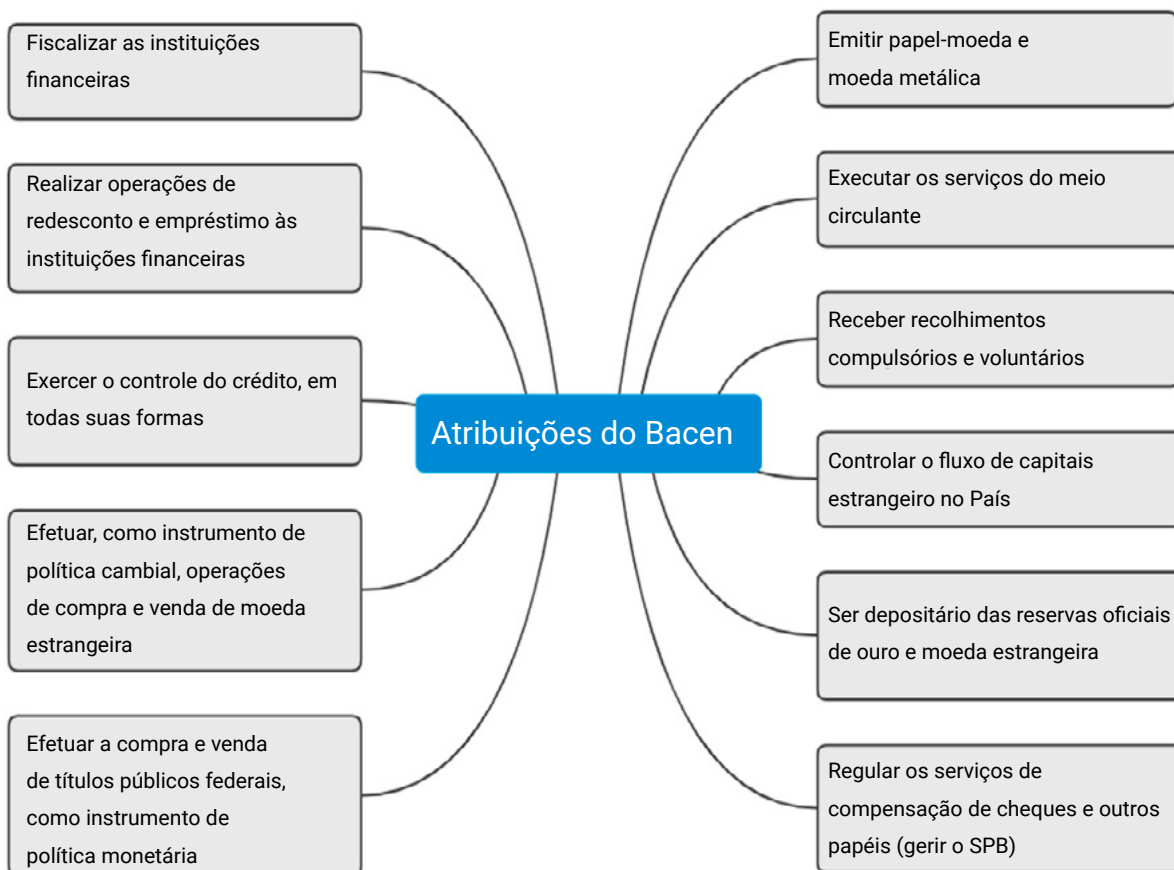 Fiscalizar as instituições
financeiras
Realizar operações de
redesconto e empréstimo às
instituições financeiras
Exercer o controle do crédito, em
todas suas formas
Efetuar, como instrumento de
política cambial, operações
de compra e venda de moeda
estrangeira
Efetuar a compra e venda
de títulos públicos federais,
como instrumento de
política monetária
Atribuições do Bacen
Emitir papel-moeda e
moeda metálica
Executar os serviços do meio
circulante
Receber recolhimentos
compulsórios e voluntários
Controlar o fluxo de capitais
estrangeiro no País
Ser depositário das reservas oficiais
de ouro e moeda estrangeira
Regular os serviços de
compensação de cheques e outros
papéis (gerir o SPB)